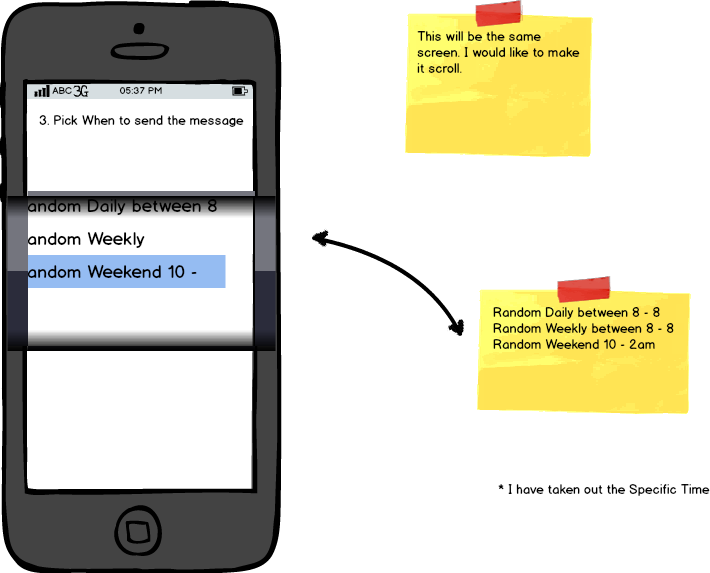 This will be the same
screen. I would like to make
it scroll.
ABC 3G 05:37 PM
3. Pick When to send the message
andom Daily between 8
andom Weekly
andom Weekend 10 -
Random Daily between 8 - 8
Random Weekly between 8 - 8
Random Weekend 10 - 2am
* I have taken out the Specific Time